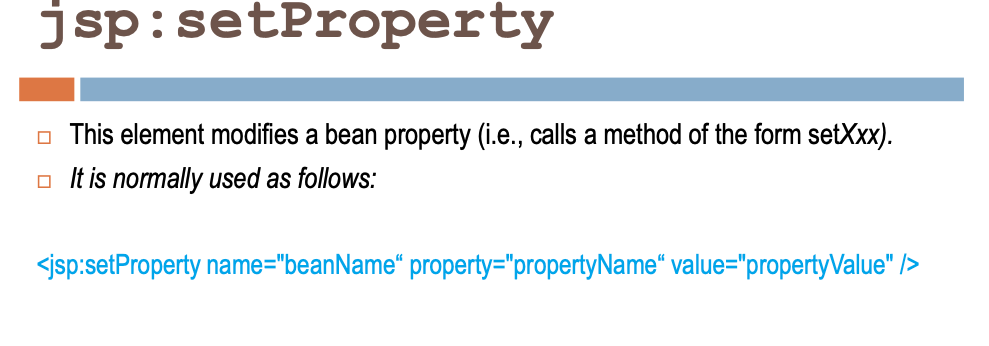 jsp:setProperty
This element modifies a bean property (i.e., calls a method of the form setXxx).
It is normally used as follows:
<jsp:setProperty name="beanName“ property="propertyName“ value="propertyValue" />